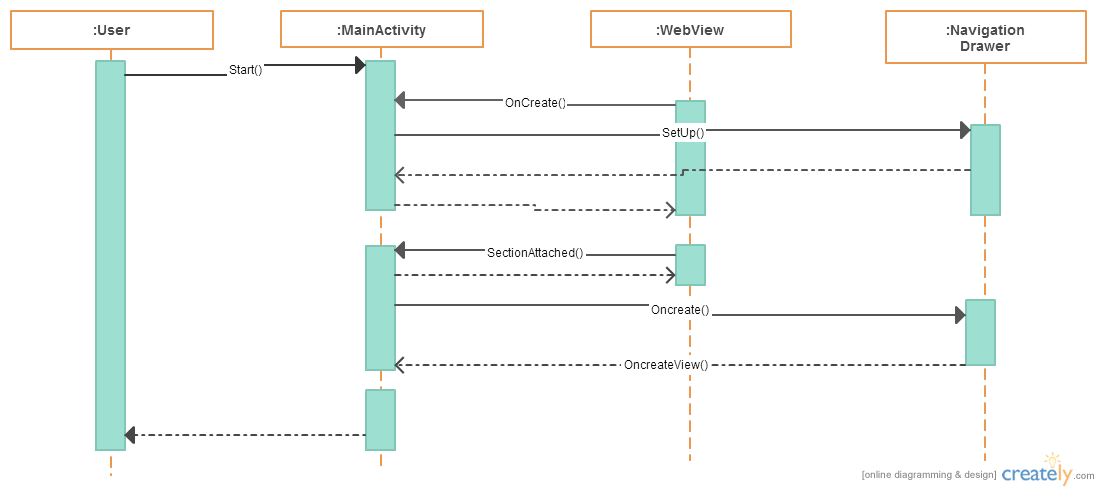 :User
:MainActivity
:WebView
:Navigation
Drawer
Start()
OnCreate()
SetUp()
SectionAttached()
Oncreate()
OncreateView()
[online diagramming & design] creately.com